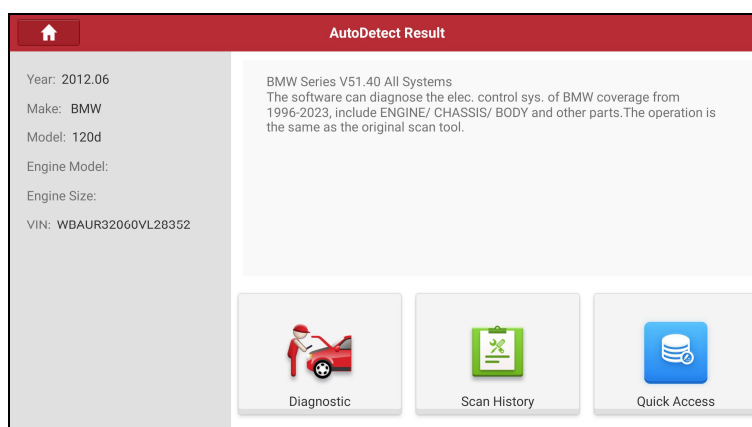 AutoDetect Result
Year: 2012.06
Make: BMW
Model: 120d
Engine Model:
Engine Size:
VIN: WBAUR32060VL28352
BMW Series V51.40 All Systems
The software can diagnose the elec. control sys. of BMW coverage from
1996-2023, include ENGINE/ CHASSIS/ BODY and other parts.The operation is
the same as the original scan tool.
Diagnostic
Scan History
Quick Access